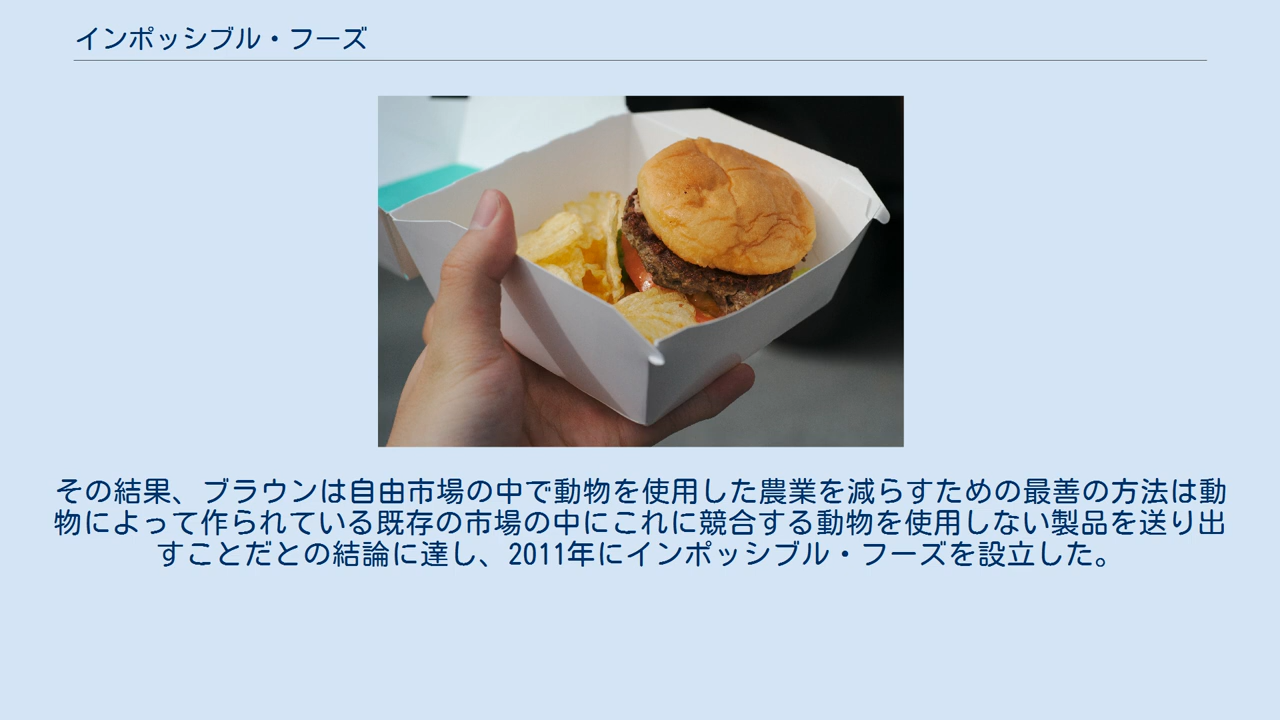 インポッシブル・フーズ
その結果、ブラウンは自由市場の中で動物を使用した農業を減らすための最善の方法は動
物によって作られている既存の市場の中にこれに競合する動物を使用しない製品を送り出
すことだとの結論に達し、2011年にインポッシブル・フーズを設立した。